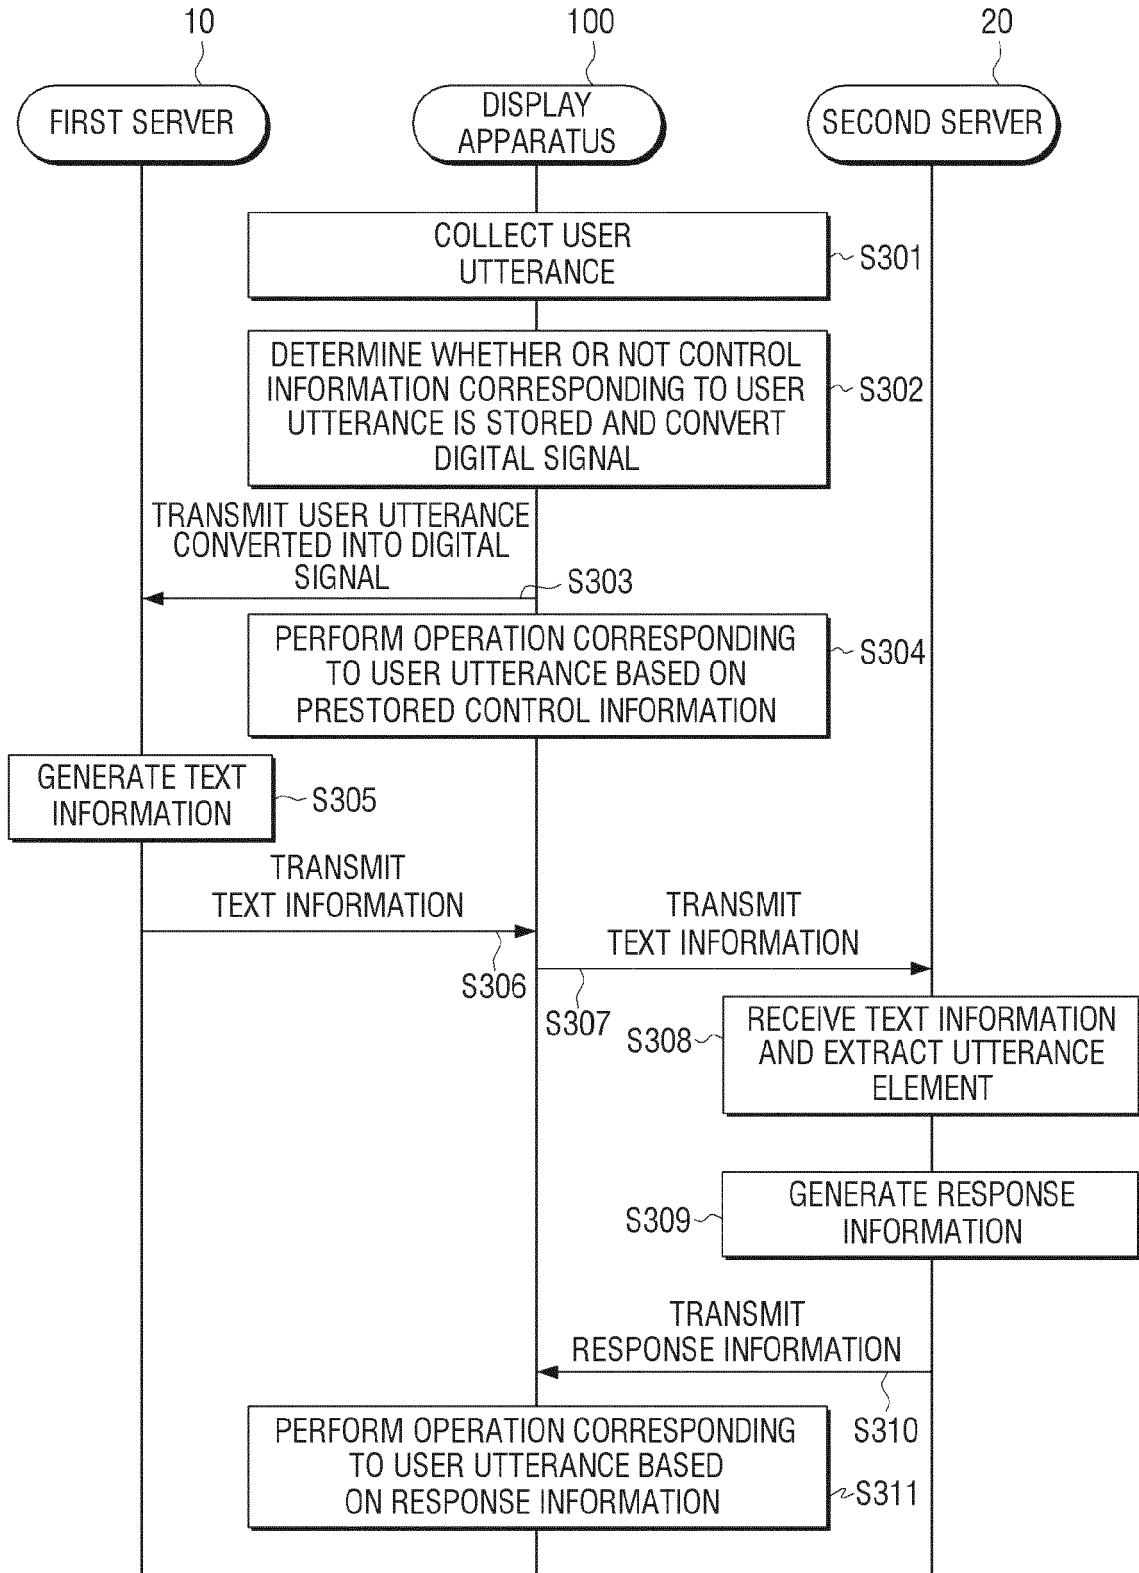 10
100
20
FIRST SERVER
DISPLAY
APPARATUS
SECOND SERVER
COLLECT USER
UTTERANCE
S301
DETERMINE WHETHER OR NOT CONTROL
INFORMATION CORRESPONDING TO USER
UTTERANCE IS STORED AND CONVERT
DIGITAL SIGNAL
S302
TRANSMIT USER UTTERANCE
CONVERTED INTO DIGITAL
SIGNAL
S303
PERFORM OPERATION CORRESPONDING
TO USER UTTERANCE BASED ON
PRESTORED CONTROL INFORMATION
S304
GENERATE TEXT
INFORMATION
S305
TRANSMIT
TEXT INFORMATION
S306
TRANSMIT
TEXT INFORMATION
S307
S308
RECEIVE TEXT INFORMATION
AND EXTRACT UTTERANCE
ELEMENT
S309
GENERATE RESPONSE
INFORMATION
TRANSMIT
RESPONSE INFORMATION
S310
PERFORM OPERATION CORRESPONDING
TO USER UTTERANCE BASED
ON RESPONSE INFORMATION
S311